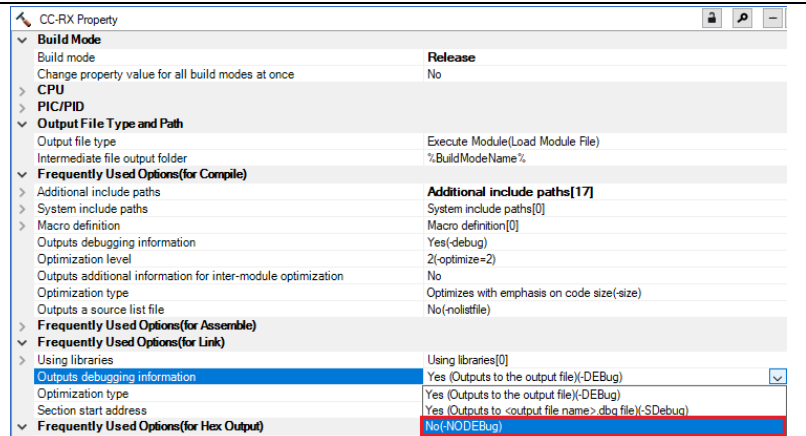 CC-RX Property
Build Mode
Build mode Release
Change property value for all build modes at once No
CPU
PIC/PID
Output File Type and Path
Output file type Execute Module(Load Module File)
Intermediate file output folder %BuildModeName%
Frequently Used Options(for Compile)
Additional include paths Additional include paths[17]
System include paths System include paths[0]
Macro definition Macro definition[0]
Outputs debugging information Yes(-debug)
Optimization level 2(-optimize=2)
Outputs additional information for inter-module optimization No
Optimization type Optimizes with emphasis on code size(-size)
Outputs a source list file No(-nolistfile)
Frequently Used Options(for Assemble)
Frequently Used Options(for Link)
Using libraries Using libraries[0]
Outputs debugging information Yes (Outputs to the output file)(-DEBug)
Optimization type Yes (Outputs to the output file)(-DEBug)
Section start address Yes (Outputs to <output file name>.dbg file)(-SDebug)
Frequently Used Options(for Hex Output) No(-NODEBug)